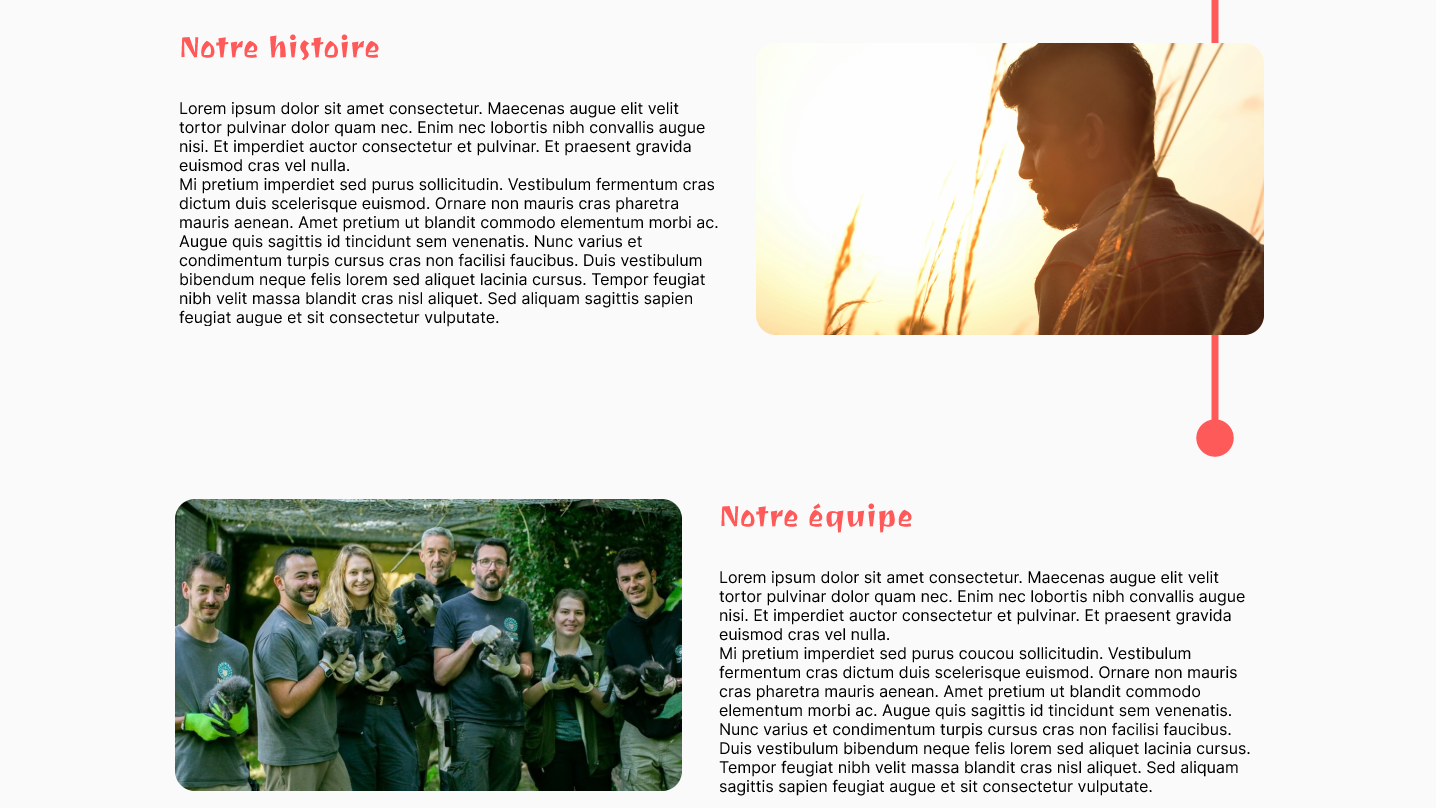 Notre histoire
Lorem ipsum dolor sit amet consectetur. Maecenas augue elit velit
tortor pulvinar dolor quam nec. Enim nec lobortis nibh convallis augue
nisi. Et imperdiet auctor consectetur et pulvinar. Et praesent gravida
euismod cras vel nulla.
Mi pretium imperdiet sed purus sollicitudin. Vestibulum fermentum cras
dictum duis scelerisque euismod. Ornare non mauris cras pharetra
mauris aenean. Amet pretium ut blandit commodo elementum morbi ac.
Augue quis sagittis id tincidunt sem venenatis. Nunc varius et
condimentum turpis cursus cras non facilisi faucibus. Duis vestibulum
bibendum neque felis lorem sed aliquet lacinia cursus. Tempor feugiat
nibh velit massa blandit cras nisl aliquet. Sed aliquam sagittis sapien
feugiat augue et sit consectetur vulputate.
Notre équipe
Lorem ipsum dolor sit amet consectetur. Maecenas augue elit velit
tortor pulvinar dolor quam nec. Enim nec lobortis nibh convallis augue
nisi. Et imperdiet auctor consectetur et pulvinar. Et praesent gravida
euismod cras vel nulla.
Mi pretium imperdiet sed purus coucou sollicitudin. Vestibulum
fermentum cras dictum duis scelerisque euismod. Ornare non mauris
cras pharetra mauris aenean. Amet pretium ut blandit commodo
elementum morbi ac. Augue quis sagittis id tincidunt sem venenatis.
Nunc varius et condimentum turpis cursus cras non facilisi faucibus.
Duis vestibulum bibendum neque felis lorem sed aliquet lacinia cursus.
Tempor feugiat nibh velit massa blandit cras nisl aliquet. Sed aliquam
sagittis sapien feugiat augue et sit consectetur vulputate.